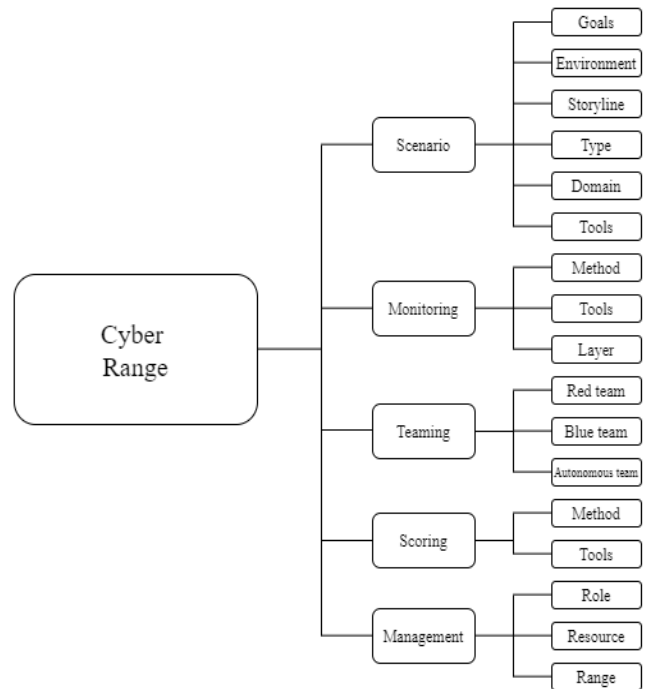 Cyber
Range
Scenario
Goals
Environment
Storyline
Type
Domain
Tools
Monitoring
Method
Tools
Layer
Teaming
Red team
Blue team
Autonomous team
Scoring
Method
Tools
Management
Role
Resource
Range